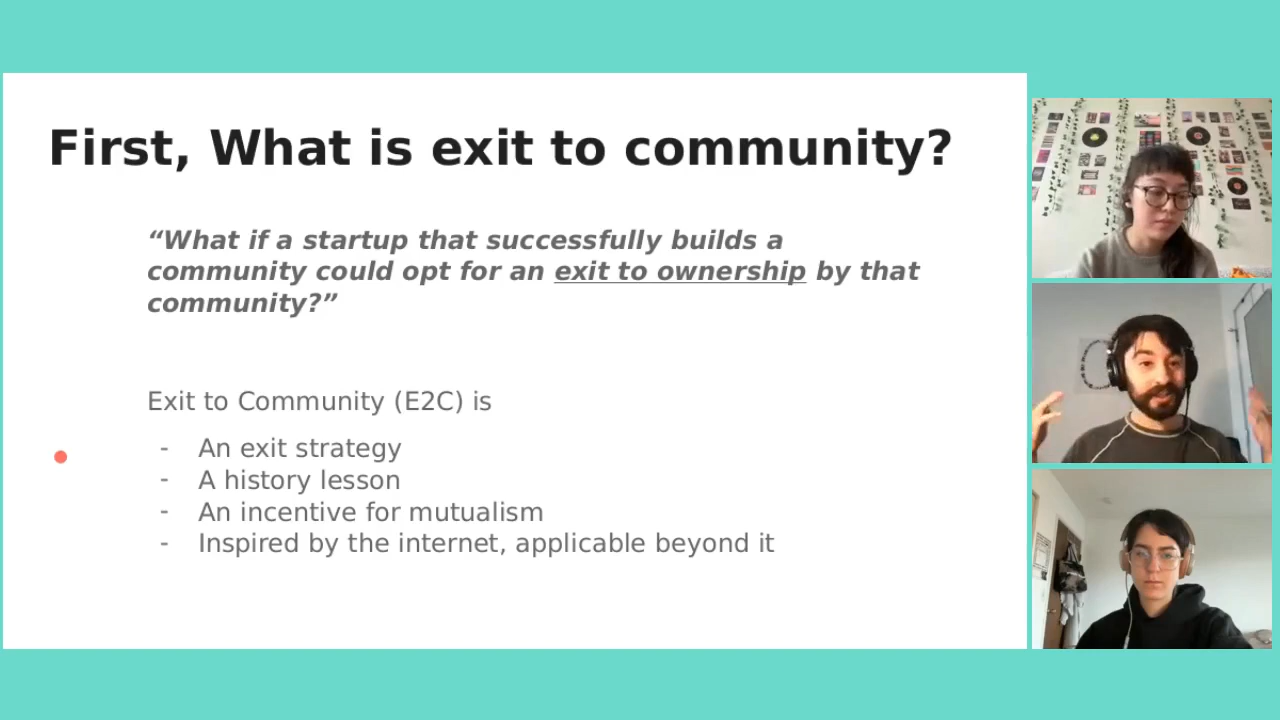 First, What is exit to community?
“What if a startup that successfully builds a
community could opt for an exit to ownership by that
community?”
Exit to Community (E2C) is
- An exit strategy
- A history lesson
- An incentive for mutualism
- Inspired by the internet, applicable beyond it